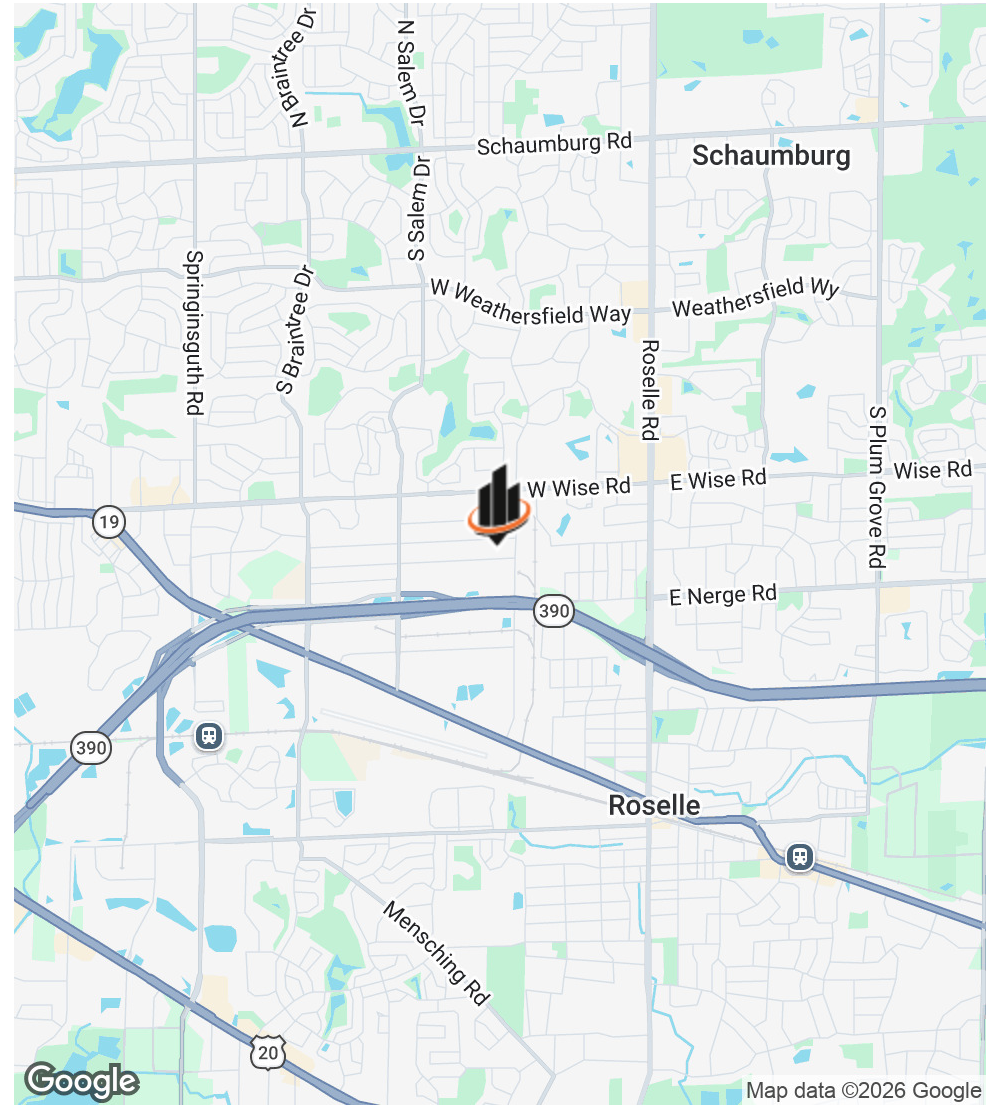 N Braintree Dr
N Salem Dr
Schaumburg Rd
Schaumburg
S Salem Dr
Springinsguth Rd
S Braintree Dr
W Weathersfield Way
Weathersfield Wy
Roselle Rd
S Plum Grove Rd
W Wise Rd
E Wise Rd
Wise Rd
19
390
E Nerge Rd
390
Roselle
Mensching Rd
20
Google
Map data ©2026 Google